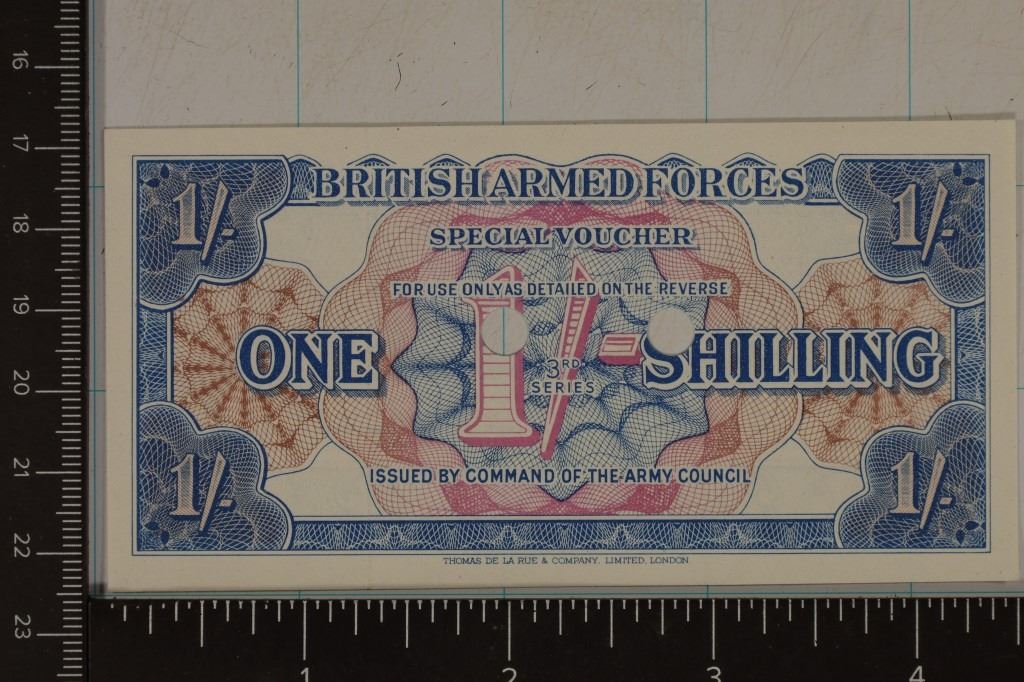 BRITISH ARMED FORCES
1/- 1/-
SPECIAL VOUCHER
FOR USE ONLY AS DETAILED ON THE REVERSE
ONE 1/- SHILLING
3RD
SERIES
ISSUED BY COMMAND OF THE ARMY COUNCIL
1/- 1/-
THOMAS DE LA RUE & COMPANY, LIMITED, LONDON.
16
17
18
19
20
21
22
23
1 2 3 4